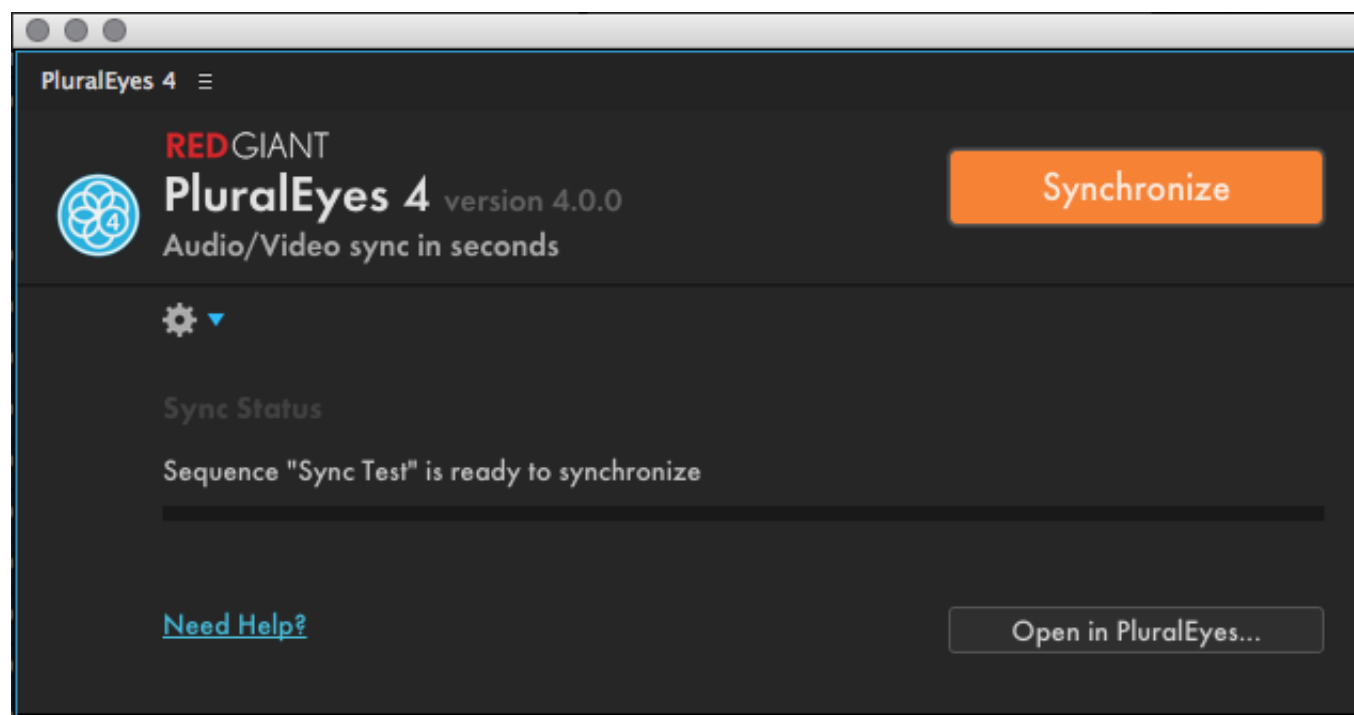 PluralEyes 4
REDGIANT
PluralEyes 4 version 4.0.0
Audio/Video sync in seconds
Synchronize
4
Sync Status
Sequence "Sync Test" is ready to synchronize
Need Help?
Open in PluralEyes...